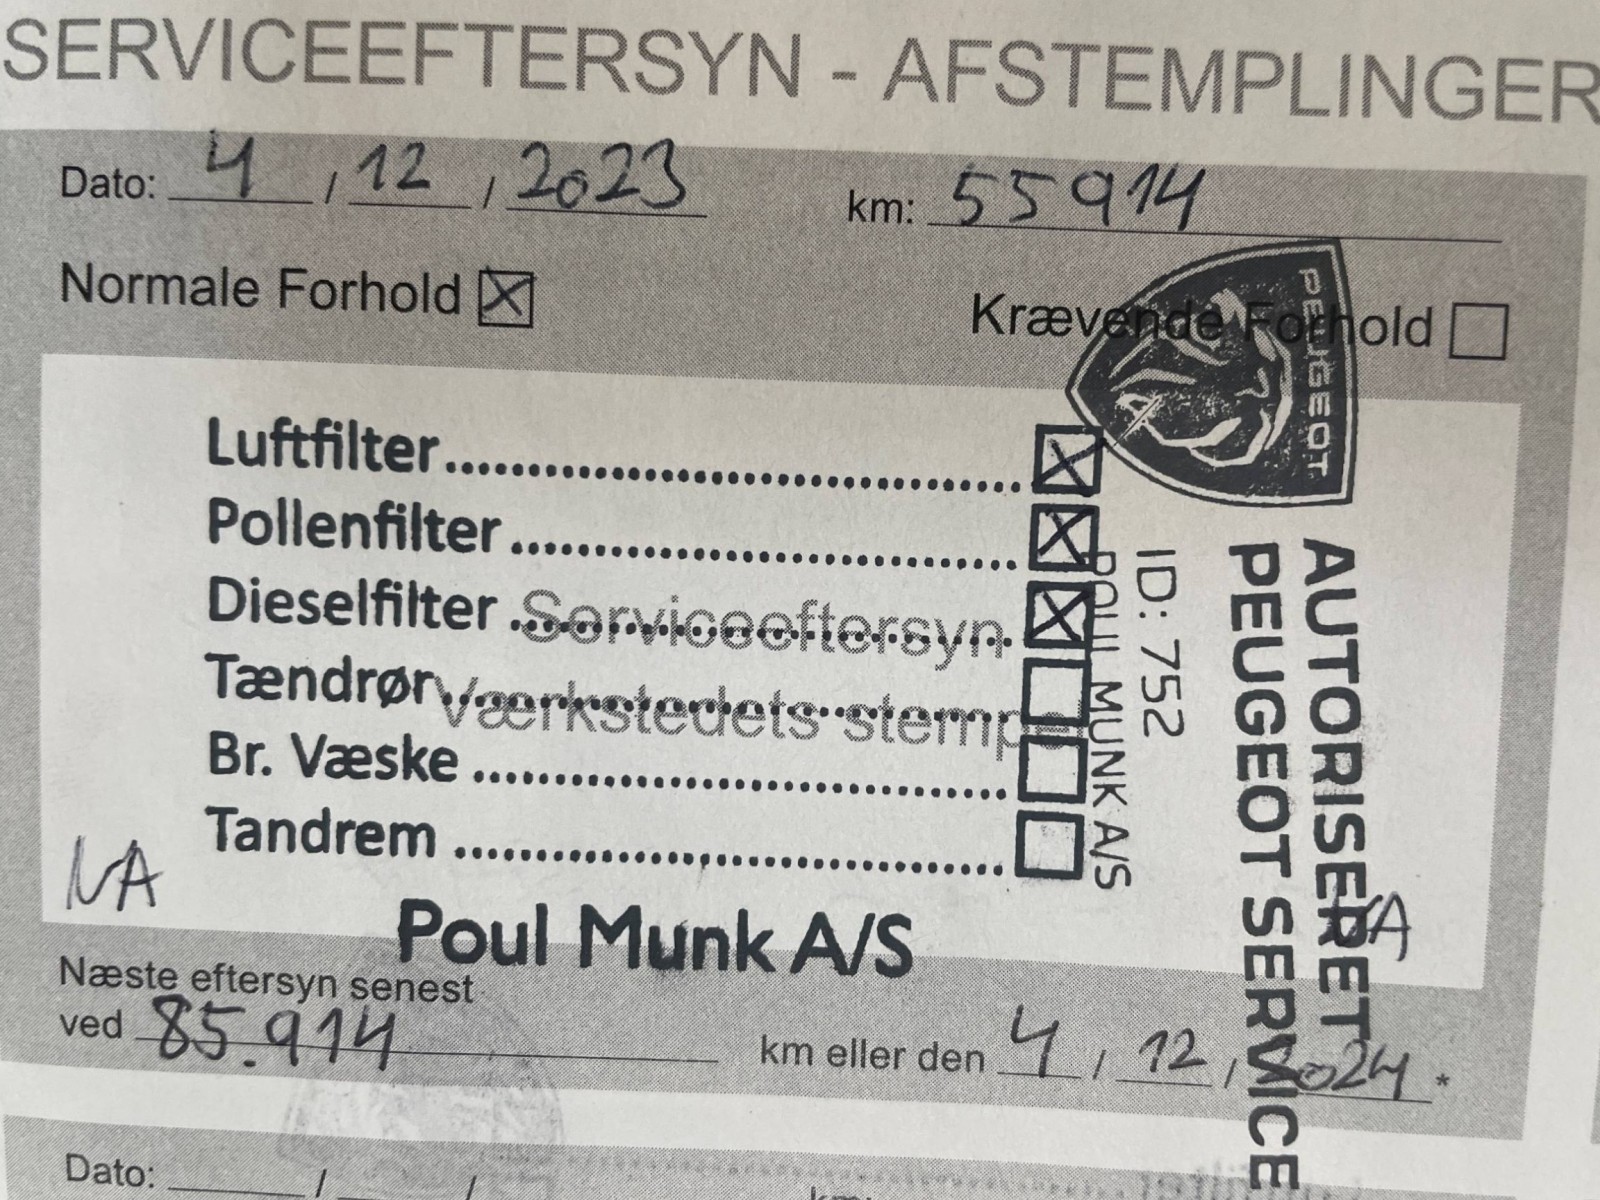 SERVICEEFTERSYN - AFSTEMPLINGER
Dato: 4 / 12 / 2023 km: 55914
Normale Forhold ☒ Krævende Forhold ☐
PEUGEOT
Luftfilter ☒
Pollenfilter ☒
Dieselfilter ☒
Serviceeftersyn
Tændrør ☐
Værkstedets stempel
Br. Væske ☐
Tandrem ☐
AUTORISERET
PEUGEOT SERVICE
ID: 752
POUL MUNK A/S
NA
NA
Poul Munk A/S
Næste eftersyn senest
ved 85.914 km eller den 4 / 12 / 2024 *
Dato: / / km: